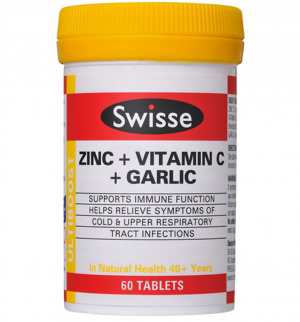 Swisse
ZINC + VITAMIN C
+ GARLIC
SUPPORTS IMMUNE FUNCTION
HELPS RELIEVE SYMPTOMS OF
COLD & UPPER RESPIRATORY
TRACT INFECTIONS
In Natural Health 40+ Years
60 TABLETS
ULTIBOOST